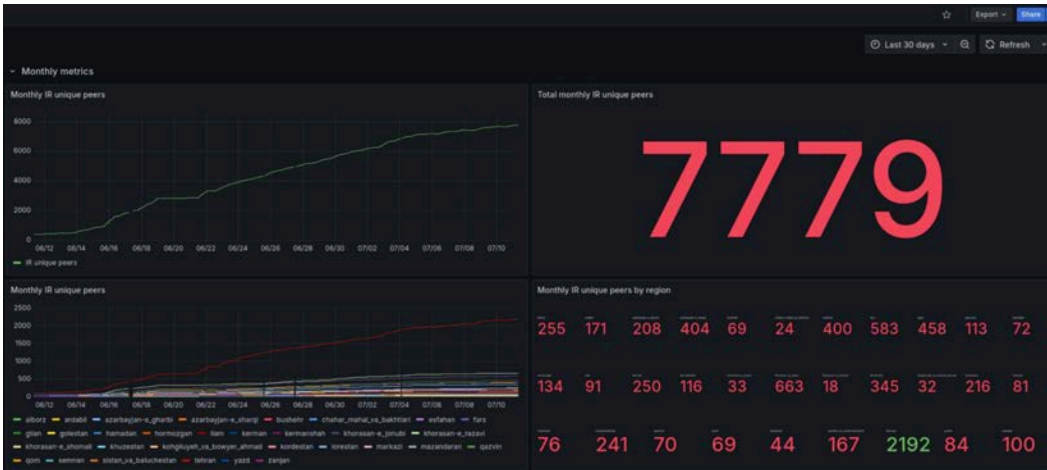 Export
Share
Last 30 days
Refresh
Monthly metrics
Monthly IR unique peers
8000
6000
4000
2000
0
06/12 06/14 06/16 06/18 06/20 06/22 06/24 06/26 06/28 06/30 07/02 07/04 07/06 07/08 07/10
IR unique peers
Total monthly IR unique peers
7779
Monthly IR unique peers
2500
2000
1500
1000
500
0
06/12 06/14 06/16 06/18 06/20 06/22 06/24 06/26 06/28 06/30 07/02 07/04 07/06 07/08 07/10
alborz ardabil azarbayjan-e_gharbi azarbayjan-e_sharqi bushehr chahar_mahal_va_bakhtiari esfahan fars
gilan golestan hamadan hormozgan ilam kerman kermanshah khorasan-e_jonubi khorasan-e_razavi
khorasan-e_shomali khuzestan kohgiluyeh_va_bowyer_ahmad kordestan lorestan markazi mazandaran qazvin
qom semnan sistan_va_baluchestan tehran yazd zanjan
Monthly IR unique peers by region
255 171 208 404 69 24 400 583 458 113 72
134 91 250 116 33 663 18 345 32 216 81
76 241 70 69 44 167 2192 84 100